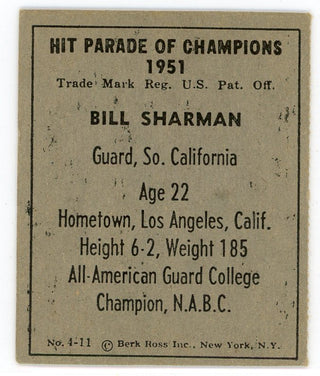 HIT PARADE OF CHAMPIONS
1951
Trade Mark Reg. U.S. Pat. Off.
BILL SHARMAN
Guard, So. California
Age 22
Hometown, Los Angeles, Calif.
Height 6-2, Weight 185
All-American Guard College
Champion, N.A.B.C.
No. 4-11 © Berk Ross Inc., New York, N.Y.